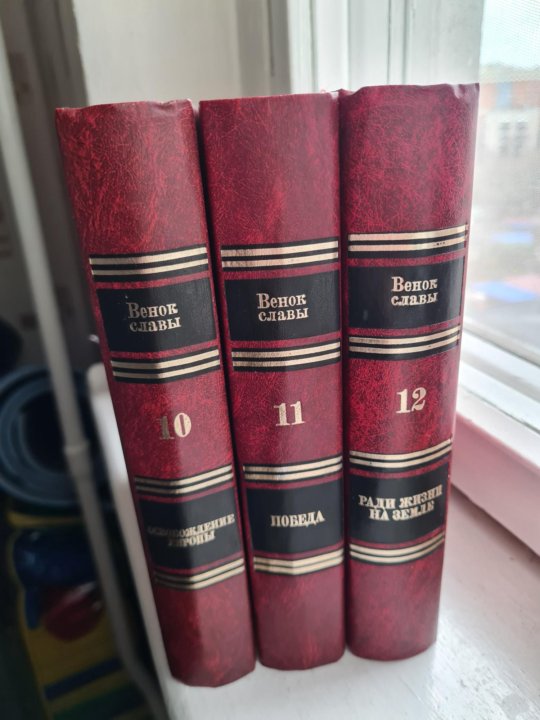 Венок
славы
10
ОСВОБОЖДЕНИЕ
ЕВРОПЫ
Венок
славы
11
ПОБЕДА
Венок
славы
12
РАДИ ЖИЗНИ
НА ЗЕМЛЕ